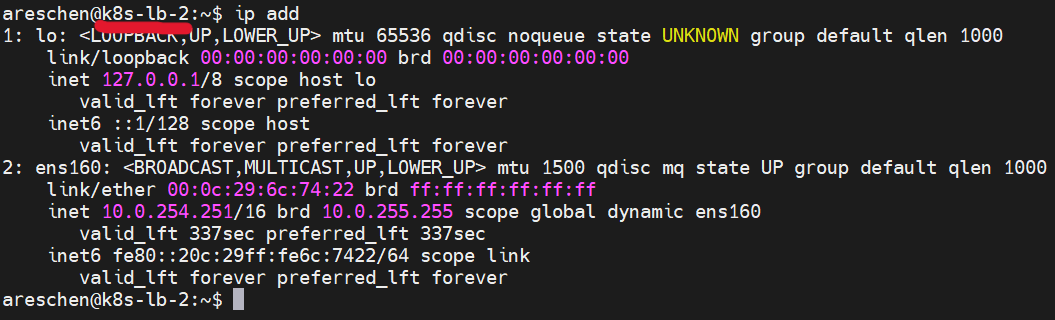 areschen@k8s-lb-2:~$ ip add
1: lo: <LOOPBACK,UP,LOWER_UP> mtu 65536 qdisc noqueue state UNKNOWN group default qlen 1000
    link/loopback 00:00:00:00:00:00 brd 00:00:00:00:00:00
    inet 127.0.0.1/8 scope host lo
       valid_lft forever preferred_lft forever
    inet6 ::1/128 scope host
       valid_lft forever preferred_lft forever
2: ens160: <BROADCAST,MULTICAST,UP,LOWER_UP> mtu 1500 qdisc mq state UP group default qlen 1000
    link/ether 00:0c:29:6c:74:22 brd ff:ff:ff:ff:ff:ff
    inet 10.0.254.251/16 brd 10.0.255.255 scope global dynamic ens160
       valid_lft 337sec preferred_lft 337sec
    inet6 fe80::20c:29ff:fe6c:7422/64 scope link
       valid_lft forever preferred_lft forever
areschen@k8s-lb-2:~$